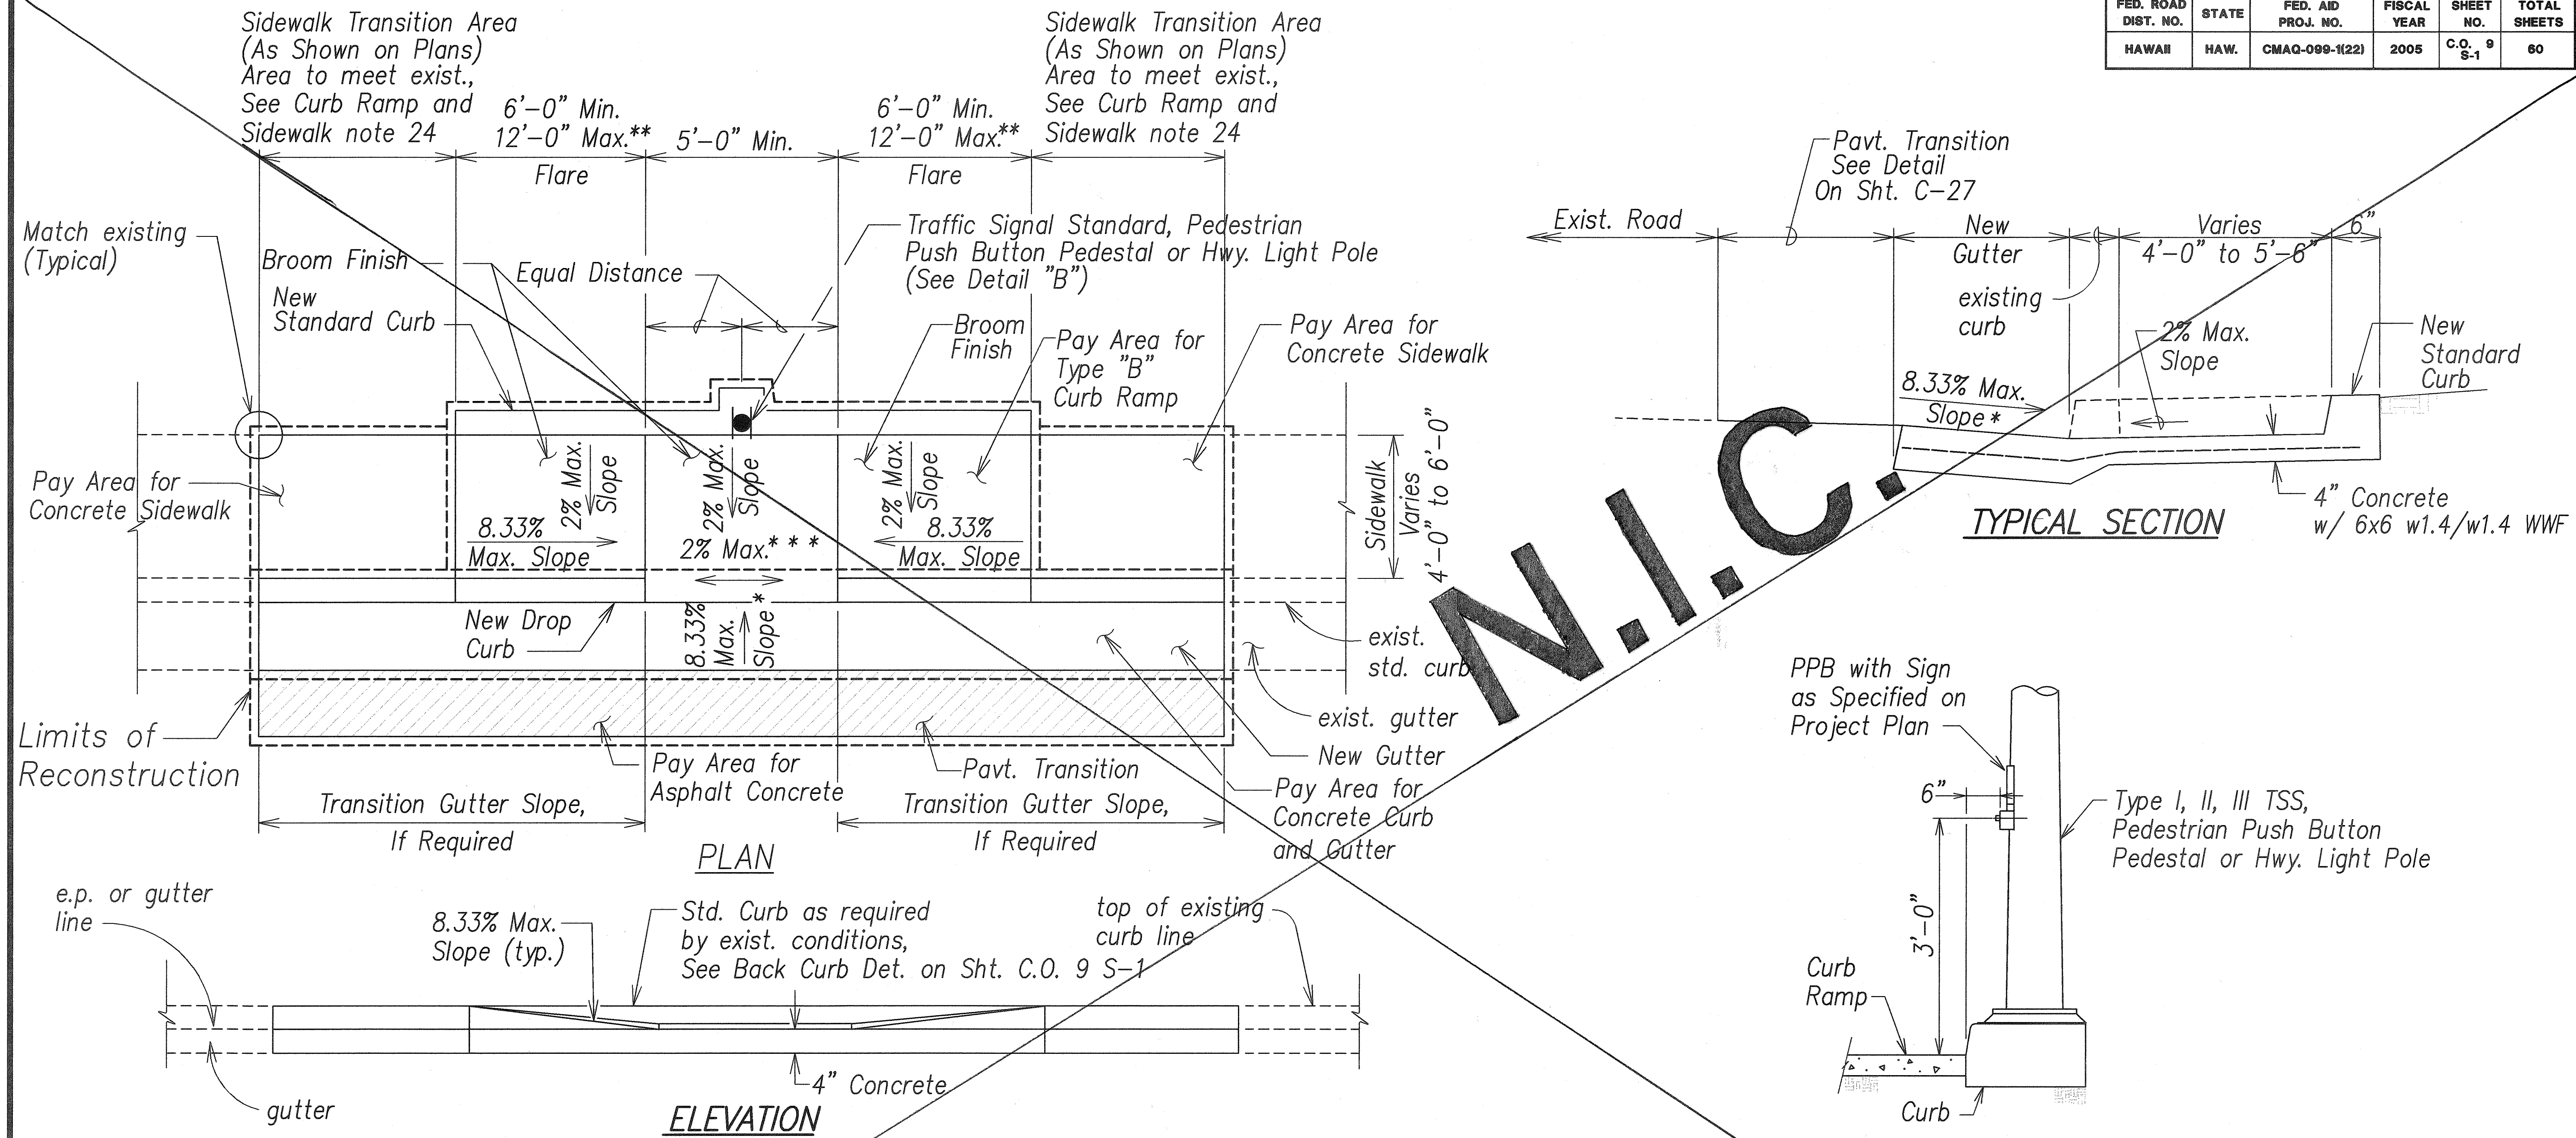 FED. ROAD DIST. NO.
STATE
FED. AID PROJ. NO.
FISCAL YEAR
SHEET NO.
TOTAL SHEETS
HAWAII
HAW.
CMAQ-099-1(22)
2005
C.O. 9 S-1
60
Sidewalk Transition Area
(As Shown on Plans)
Area to meet exist.,
See Curb Ramp and
Sidewalk note 24
6'-0" Min.
12'-0" Max.**
Flare
5'-0" Min.
6'-0" Min.
12'-0" Max.**
Flare
Sidewalk Transition Area
(As Shown on Plans)
Area to meet exist.,
See Curb Ramp and
Sidewalk note 24
Match existing
(Typical)
Broom Finish
New
Standard Curb
Equal Distance
Traffic Signal Standard, Pedestrian
Push Button Pedestal or Hwy. Light Pole
(See Detail "B")
Broom
Finish
Pay Area for
Type "B"
Curb Ramp
Pay Area for
Concrete Sidewalk
Pay Area for
Concrete Sidewalk
2% Max.
Slope
2% Max.
Slope
2% Max.
Slope
8.33%
Max. Slope
2% Max.* * *
8.33%
Max. Slope
Sidewalk
Varies
4'-0" to 6'-0"
New Drop
Curb
8.33%
Max.
Slope *
exist.
std. curb
exist. gutter
New Gutter
Limits of
Reconstruction
Pay Area for
Asphalt Concrete
Pavt. Transition
Pay Area for
Concrete Curb
and Gutter
Transition Gutter Slope,
If Required
Transition Gutter Slope,
If Required
PLAN
e.p. or gutter
line
8.33% Max.
Slope (typ.)
Std. Curb as required
by exist. conditions,
See Back Curb Det. on Sht. C.O. 9 S-1
top of existing
curb line
4" Concrete
gutter
ELEVATION
N.I.C.
Pavt. Transition
See Detail
On Sht. C-27
Exist. Road
New
Gutter
Varies
4'-0" to 5'-6"
6"
existing
curb
2% Max.
Slope
New
Standard
Curb
8.33% Max.
Slope *
4" Concrete
w/ 6x6 w1.4/w1.4 WWF
TYPICAL SECTION
PPB with Sign
as Specified on
Project Plan
6"
Type I, II, III TSS,
Pedestrian Push Button
Pedestal or Hwy. Light Pole
3'-0"
Curb
Ramp
Curb